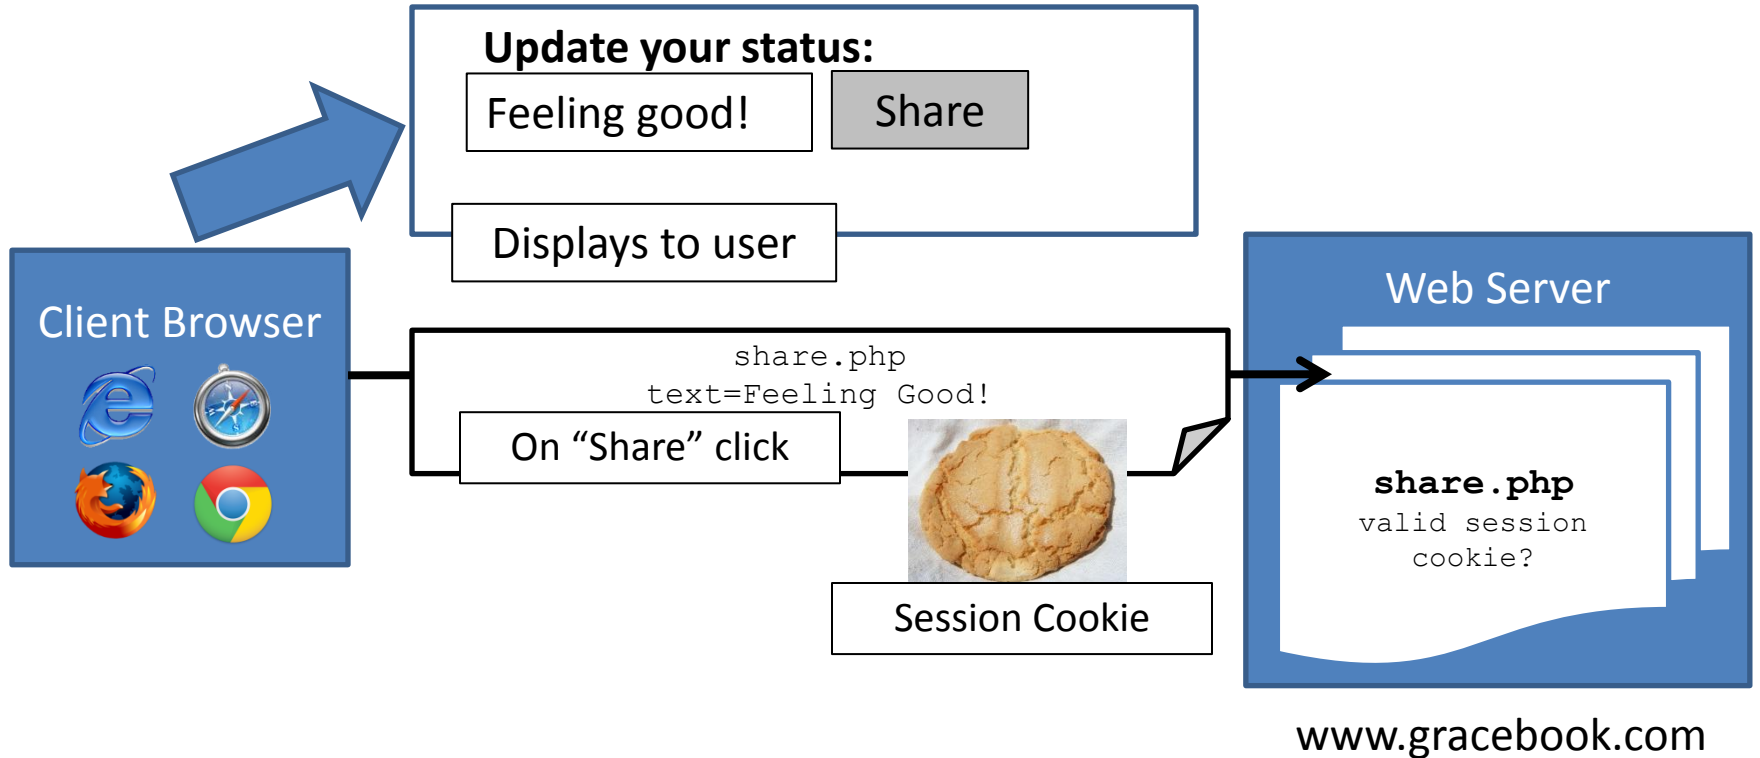 Update your status:
Feeling good!
Share
Displays to user
Client Browser
share.php
text=Feeling Good!
On “Share” click
Session Cookie
Web Server
share.php
valid session
cookie?
www.gracebook.com